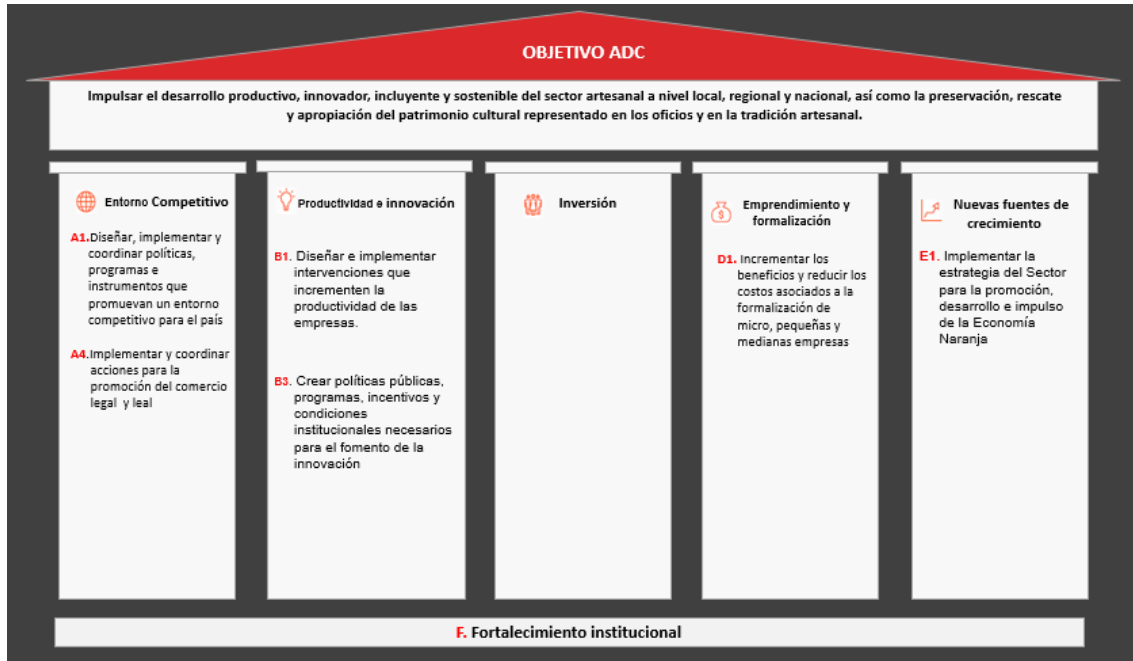 OBJETIVO ADC
Impulsar el desarrollo productivo, innovador, incluyente y sostenible del sector artesanal a nivel local, regional y nacional, así como la preservación, rescate
y apropiación del patrimonio cultural representado en los oficios y en la tradición artesanal.
Entorno Competitivo
A1.Diseñar, implementar y
coordinar políticas,
programas e
instrumentos que
promuevan un entorno
competitivo para el país
A4.Implementar y coordinar
acciones para la
promoción del comercio
legal y leal
Productividad e innovación
B1. Diseñar e implementar
intervenciones que
incrementen la
productividad de las
empresas.
B3. Crear políticas públicas,
programas, incentivos y
condiciones
institucionales necesarios
para el fomento de la
innovación
Inversión
Emprendimiento y
formalización
D1. Incrementar los
beneficios y reducir los
costos asociados a la
formalización de
micro, pequeñas y
medianas empresas
Nuevas fuentes de
crecimiento
E1. Implementar la
estrategia del Sector
para la promoción,
desarrollo e impulso
de la Economía
Naranja
F. Fortalecimiento institucional